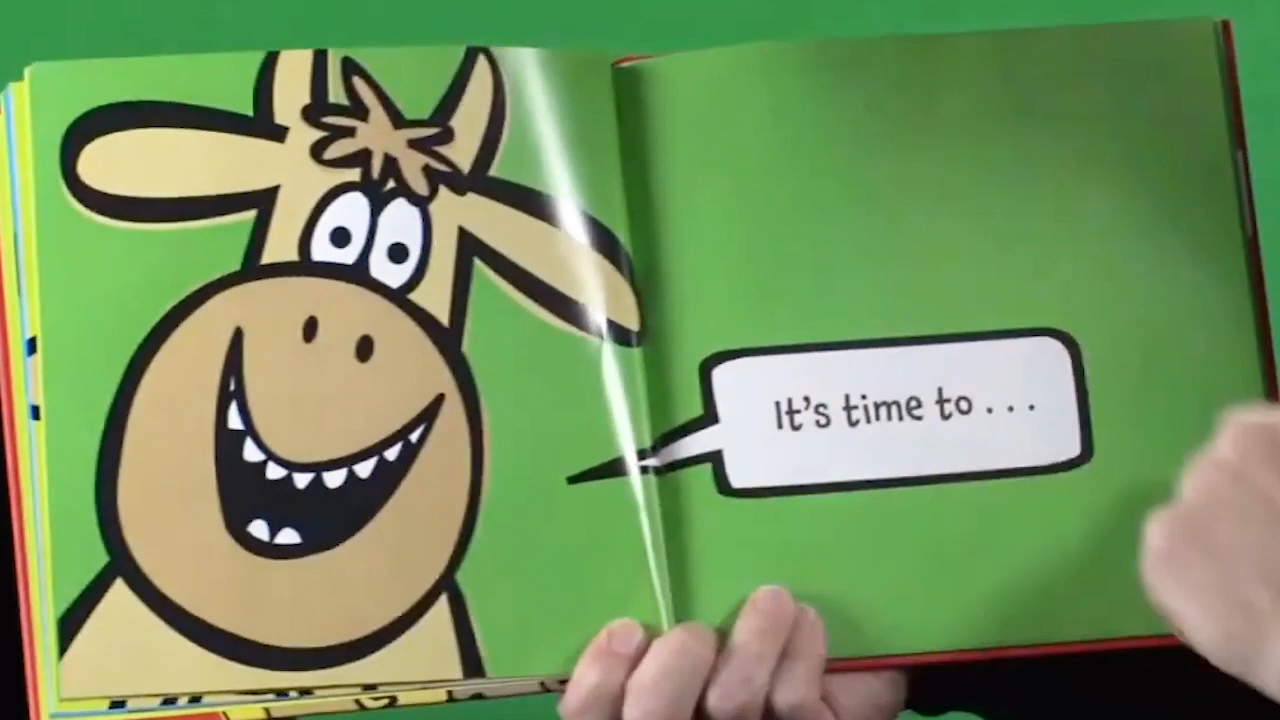 It's time to . . .